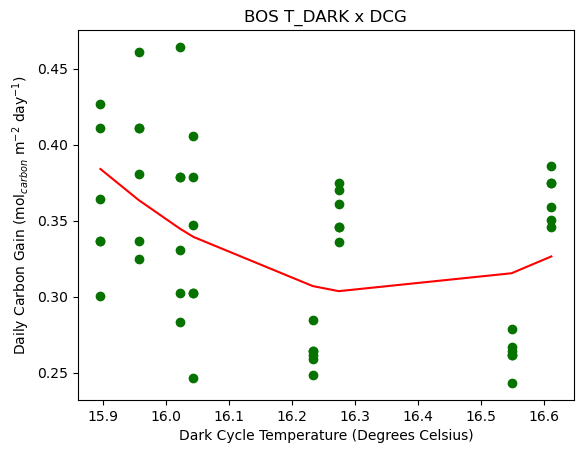 BOS T_DARK x DCG
Daily Carbon Gain (mol_carbon m⁻² day⁻¹)
0.45
0.40
0.35
0.30
0.25
15.9 16.0 16.1 16.2 16.3 16.4 16.5 16.6
Dark Cycle Temperature (Degrees Celsius)